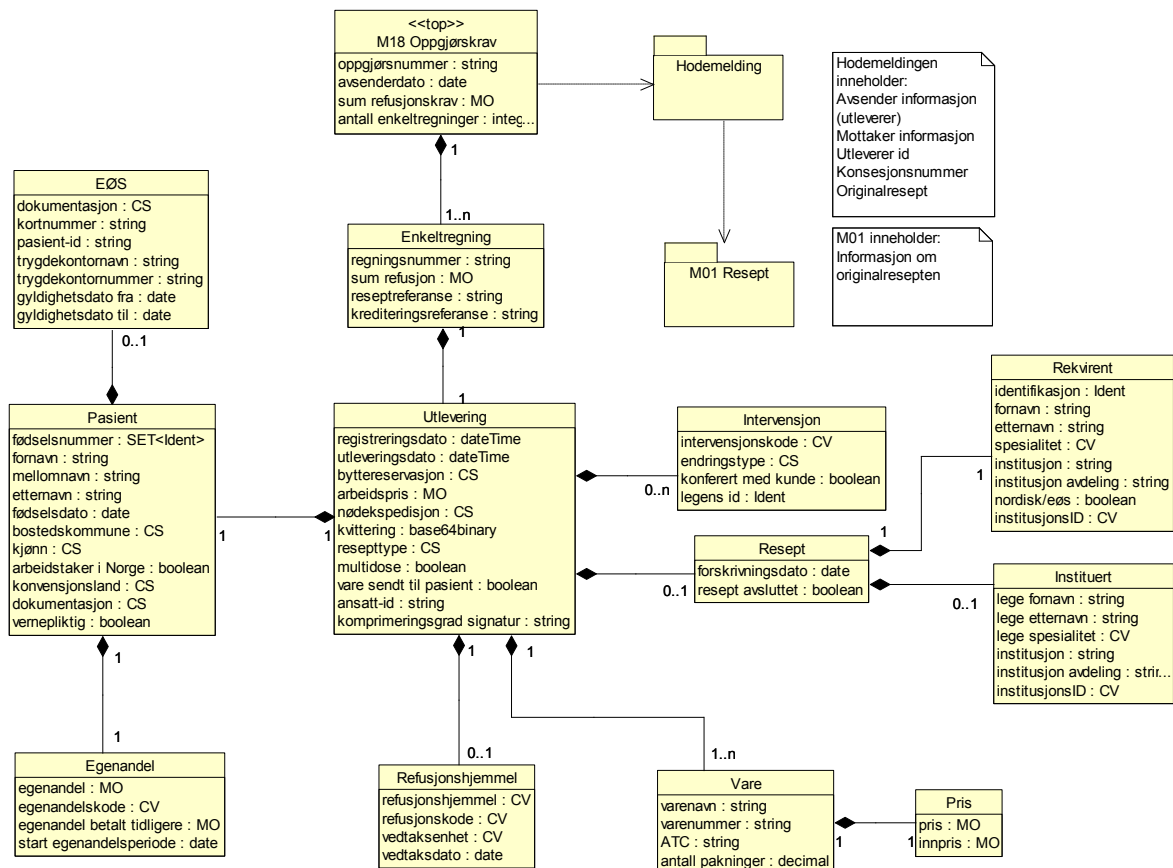 <<top>>
M18 Oppgjørskrav
oppgjørsnummer : string
avsenderdato : date
sum refusjonskrav : MO
antall enkeltregninger : integ...
1
1..n
Hodemelding
M01 Resept
Hodemeldingen
inneholder:
Avsender informasjon
(utleverer)
Mottaker informasjon
Utleverer id
Konsesjonsnummer
Originalresept
M01 inneholder:
Informasjon om
originalresepten
EØS
dokumentasjon : CS
kortnummer : string
pasient-id : string
trygdekontornavn : string
trygdekontornummer : string
gyldighetsdato fra : date
gyldighetsdato til : date
0..1
Enkeltregning
regningsnummer : string
sum refusjon : MO
reseptreferanse : string
krediteringsreferanse : string
1
1
Pasient
fødselsnummer : SET<Ident>
fornavn : string
mellomnavn : string
etternavn : string
fødselsdato : date
bostedskommune : CS
kjønn : CS
arbeidstaker i Norge : boolean
konvensjonsland : CS
dokumentasjon : CS
vernepliktig : boolean
1
1
1
1
Utlevering
registreringsdato : dateTime
utleveringsdato : dateTime
byttereservasjon : CS
arbeidspris : MO
nødekspedisjon : CS
kvittering : base64binary
resepttype : CS
multidose : boolean
vare sendt til pasient : boolean
ansatt-id : string
komprimeringsgrad signatur : string
1
1
Intervensjon
intervensjonskode : CV
endringstype : CS
konferert med kunde : boolean
legens id : Ident
0..n
Resept
forskrivningsdato : date
resept avsluttet : boolean
0..1
1
1
0..1
Rekvirent
identifikasjon : Ident
fornavn : string
etternavn : string
spesialitet : CV
institusjon : string
institusjon avdeling : string
nordisk/eøs : boolean
institusjonsID : CV
Instituert
lege fornavn : string
lege etternavn : string
lege spesialitet : CV
institusjon : string
institusjon avdeling : strir...
institusjonsID : CV
Egenandel
egenandel : MO
egenandelskode : CV
egenandel betalt tidligere : MO
start egenandelsperiode : date
0..1
Refusjonshjemmel
refusjonshjemmel : CV
refusjonskode : CV
vedtaksenhet : CV
vedtaksdato : date
1..n
Vare
varenavn : string
varenummer : string
ATC : string
antall pakninger : decimal
1
1
Pris
pris : MO
innpris : MO